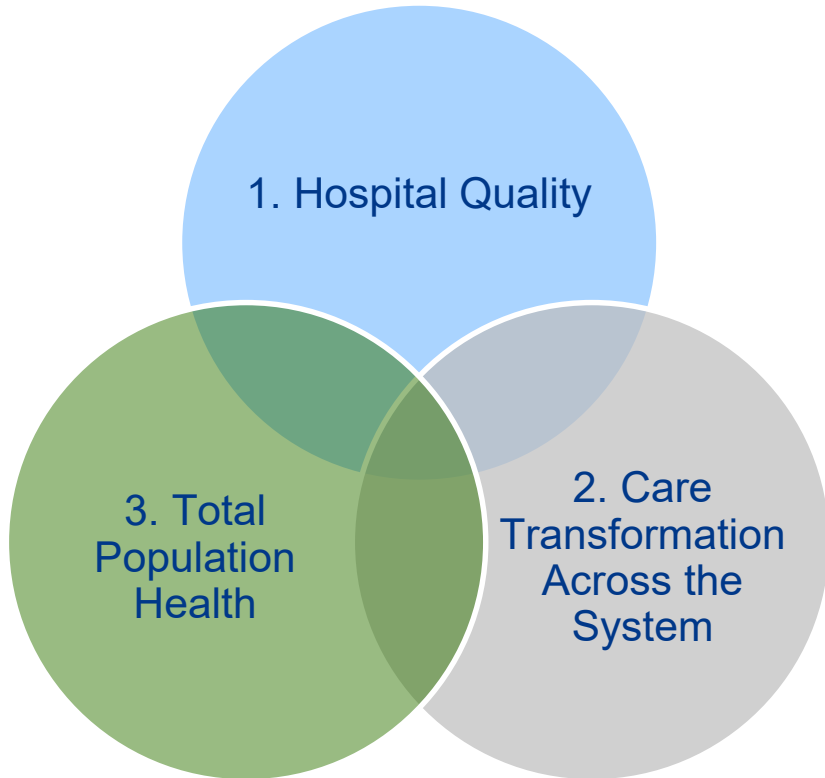 1. Hospital Quality
2. Care
Transformation
Across the
System
3. Total
Population
Health